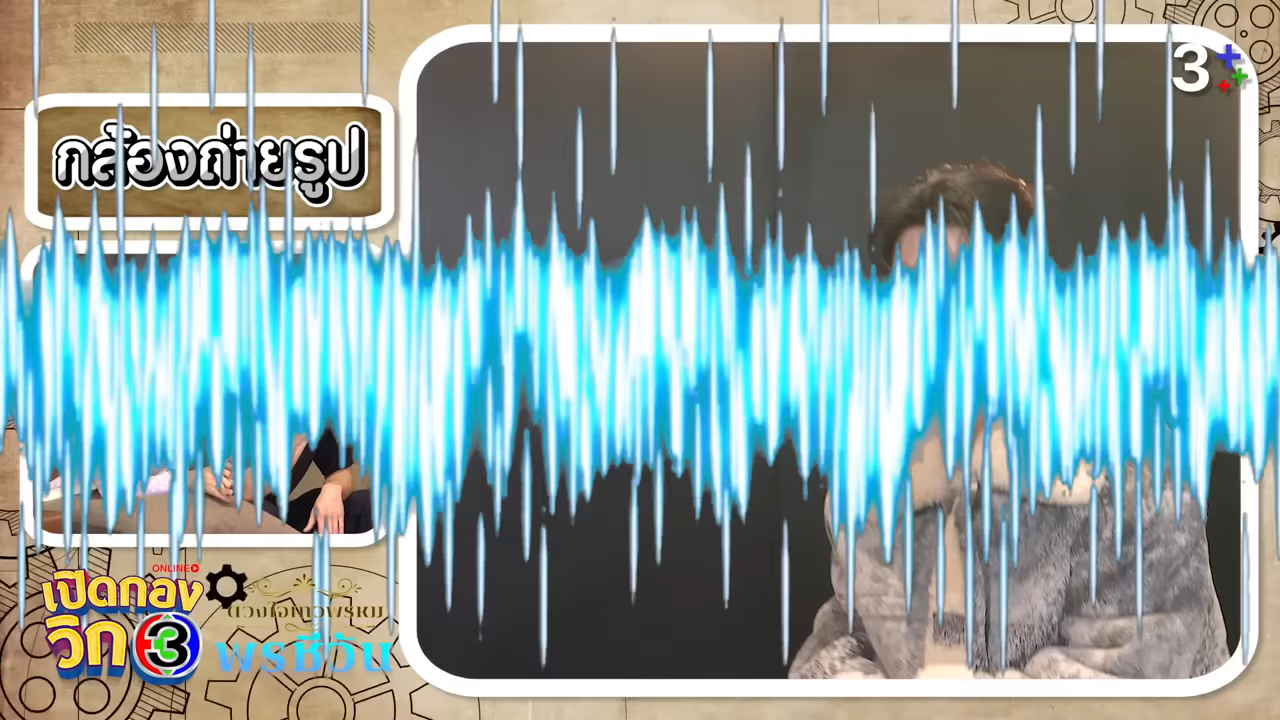 กล้องถ่ายรูป
3
ONLINE
เปิดกอง
วิก 3
ดวงใจเทวพรหม
พรชีวัน